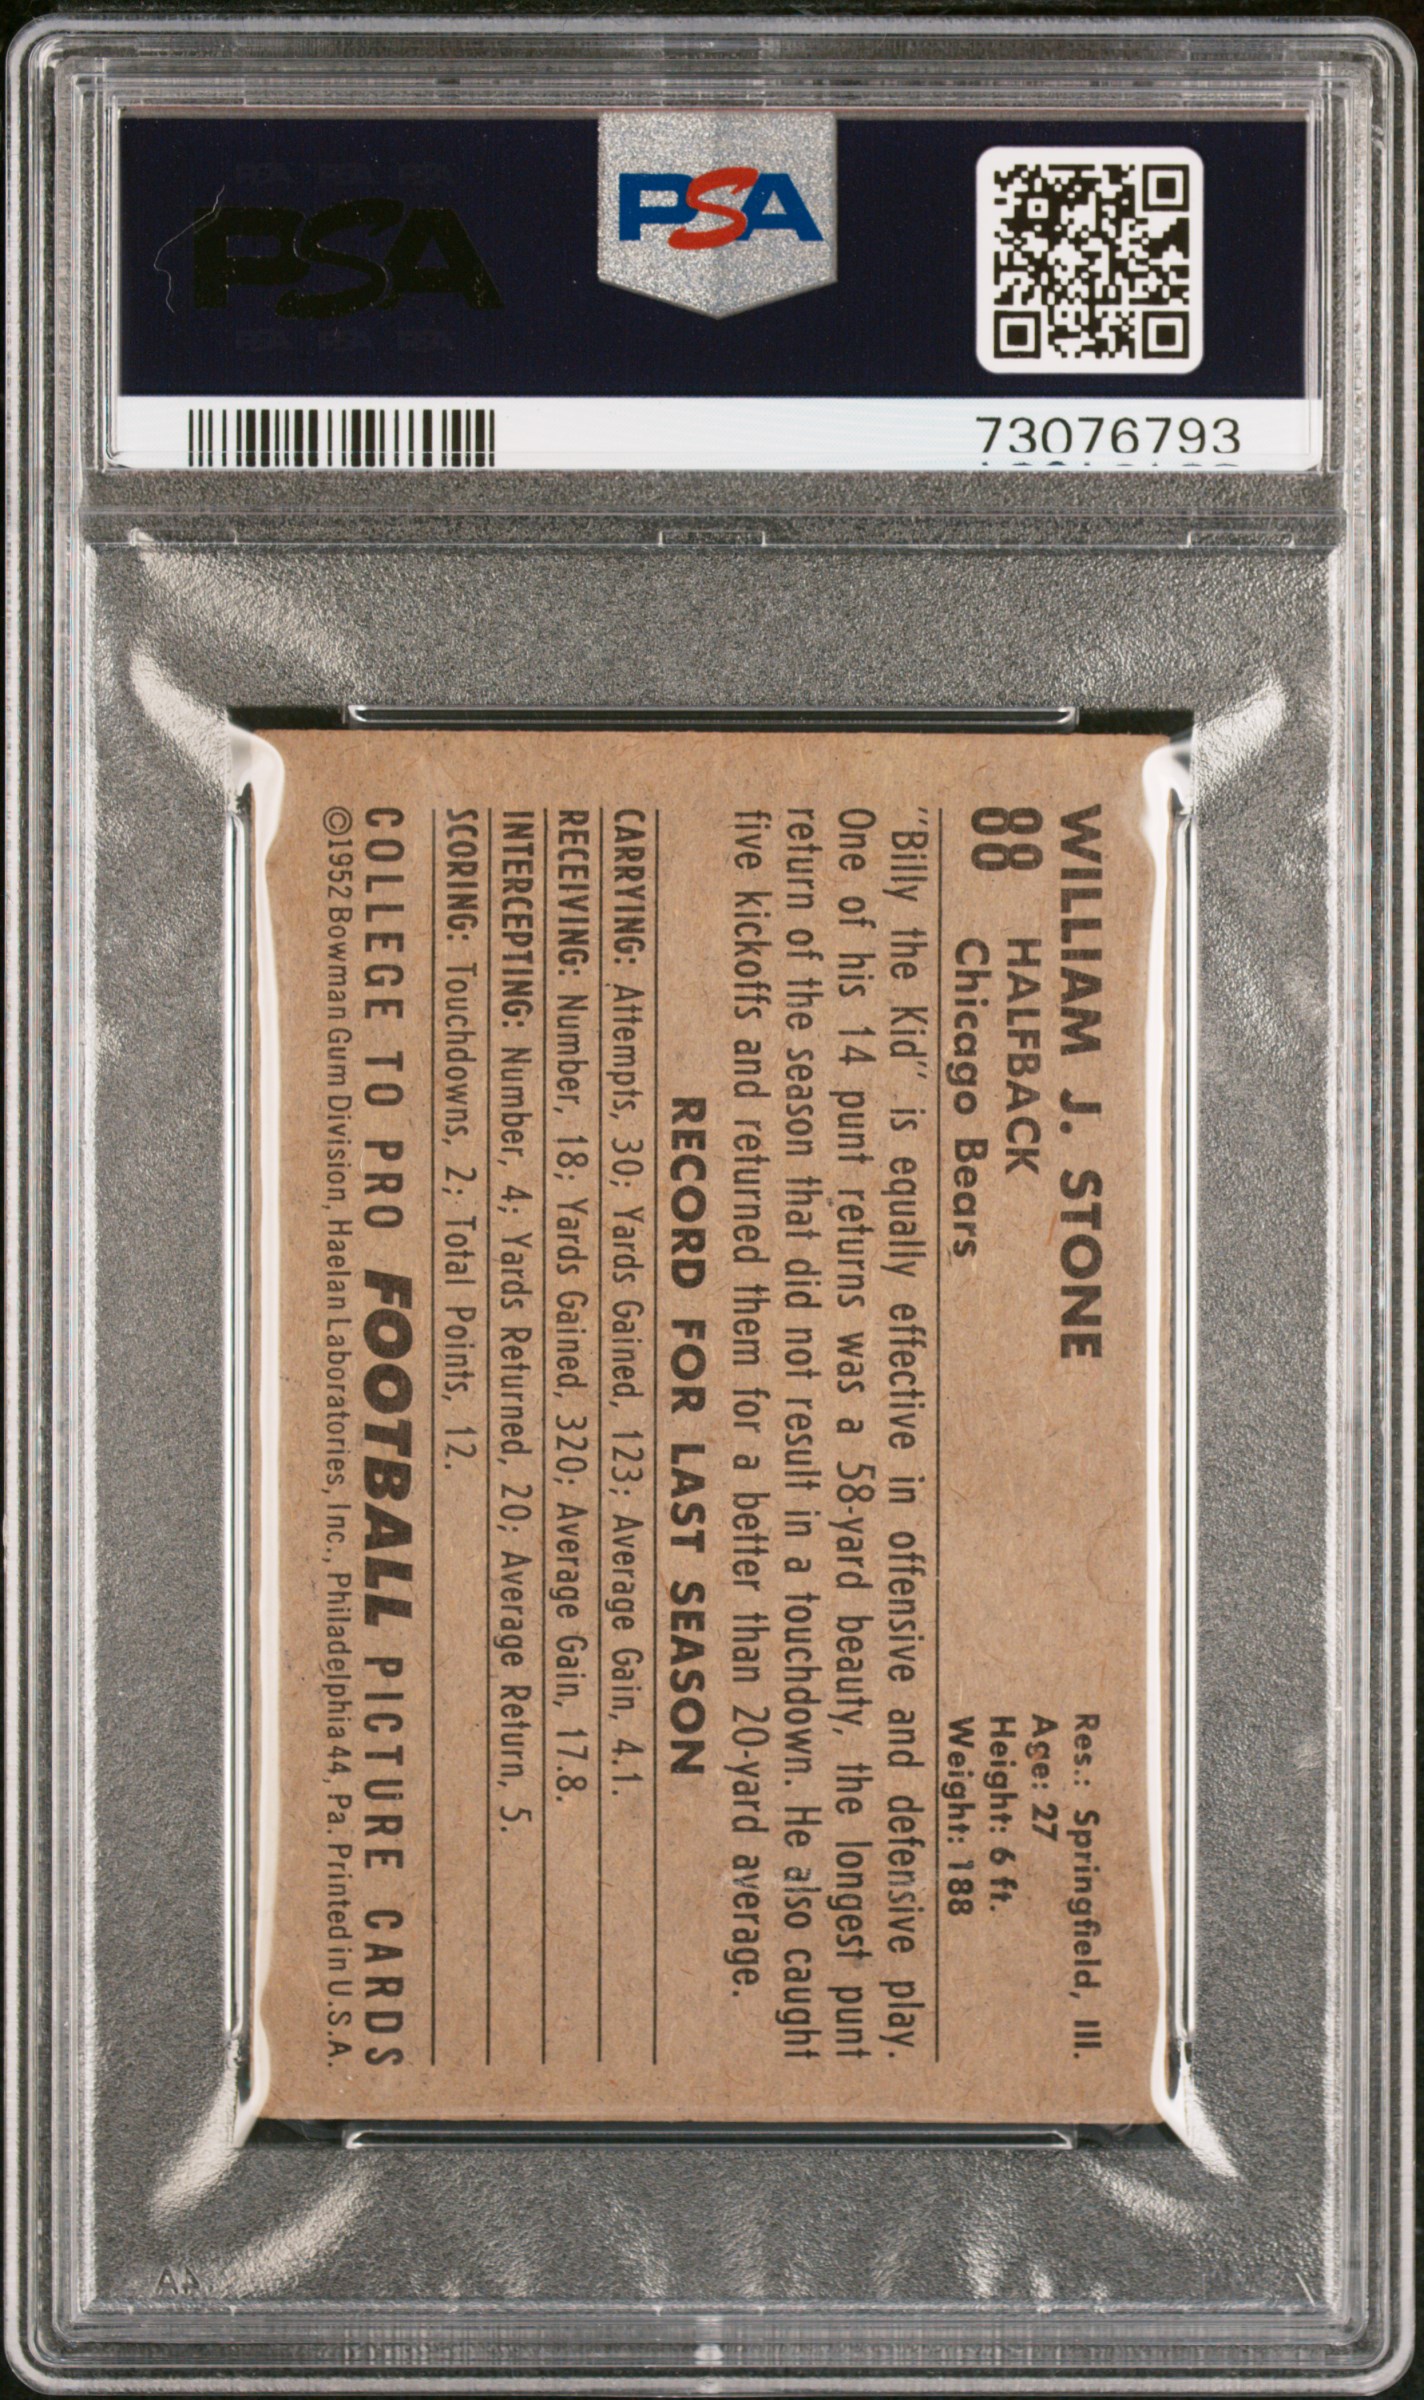 PSA PSA PSA
PSA
PSA PSA PSA
PSA
73076793
WILLIAM J. STONE
88 HALFBACK
Chicago Bears
Res.: Springfield, Ill.
Age: 27
Height: 6 ft.
Weight: 188
"Billy the Kid" is equally effective in offensive and defensive play.
One of his 14 punt returns was a 58-yard beauty, the longest punt
return of the season that did not result in a touchdown. He also caught
five kickoffs and returned them for a better than 20-yard average.
RECORD FOR LAST SEASON
CARRYING: Attempts, 30; Yards Gained, 123; Average Gain, 4.1.
RECEIVING: Number, 18; Yards Gained, 320; Average Gain, 17.8.
INTERCEPTING: Number, 4; Yards Returned, 20; Average Return, 5.
SCORING: Touchdowns, 2; Total Points, 12.
COLLEGE TO PRO FOOTBALL PICTURE CARDS
©1952 Bowman Gum Division, Haelan Laboratories, Inc., Philadelphia 44, Pa. Printed in U.S.A.